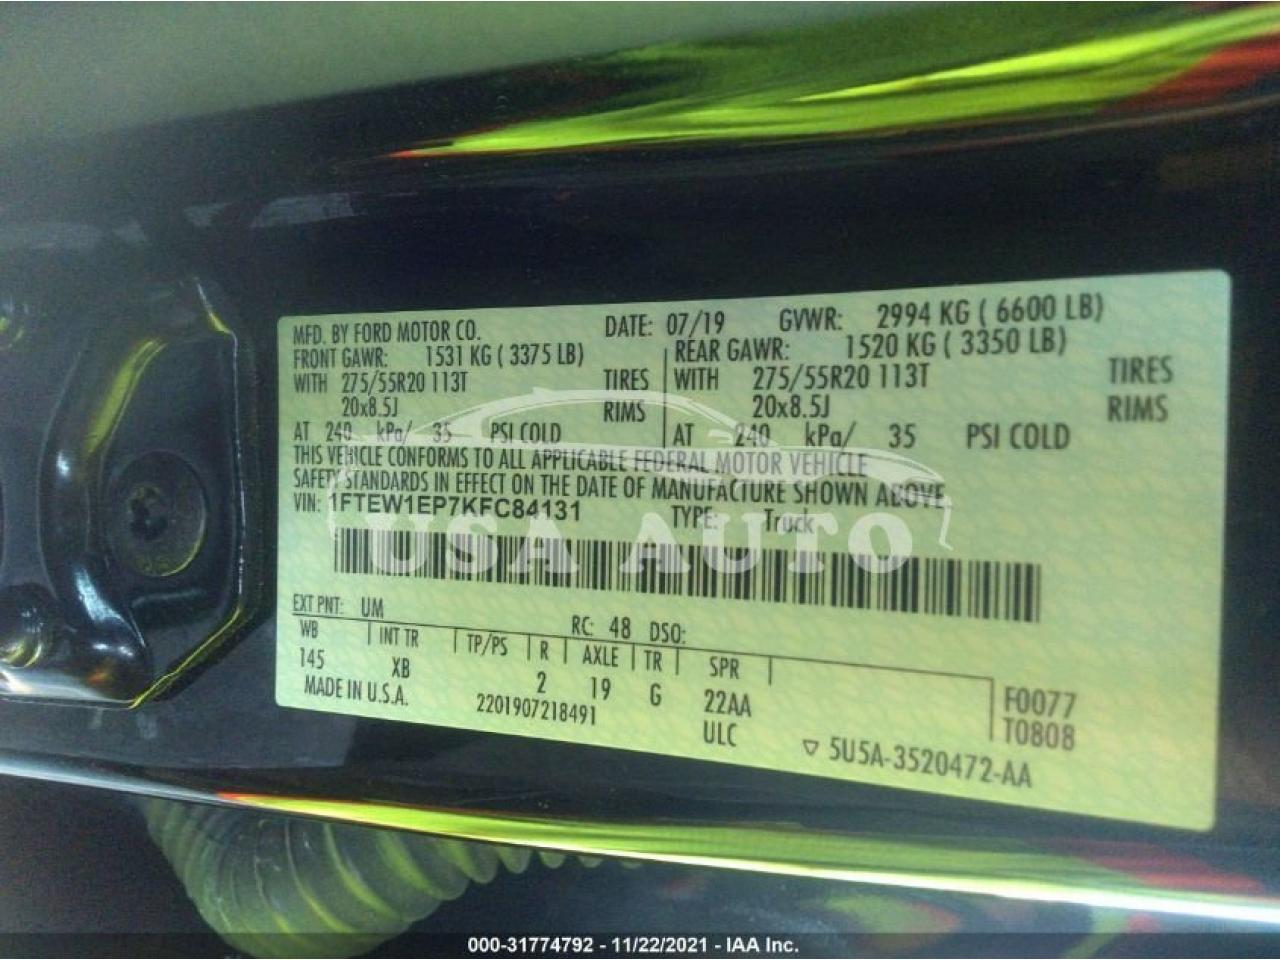 MFD. BY FORD MOTOR CO. DATE: 07/19 GVWR: 2994 KG ( 6600 LB)
FRONT GAWR: 1531 KG ( 3375 LB) REAR GAWR: 1520 KG ( 3350 LB)
WITH 275/55R20 113T TIRES WITH 275/55R20 113T TIRES
20x8.5J RIMS 20x8.5J RIMS
AT 240 kPa/ 35 PSI COLD AT 240 kPa/ 35 PSI COLD
THIS VEHICLE CONFORMS TO ALL APPLICABLE FEDERAL MOTOR VEHICLE
SAFETY STANDARDS IN EFFECT ON THE DATE OF MANUFACTURE SHOWN ABOVE.
VIN: 1FTEW1EP7KFC84131 TYPE: Truck
USA AUTO
EXT PNT: UM RC: 48 DSO:
WB INT TR TP/PS R AXLE TR SPR
145 XB 2 19 G 22AA F0077
MADE IN U.S.A. 2201907218491 ULC T0808
5U5A-3520472-AA
000-31774792 - 11/22/2021 - IAA Inc.